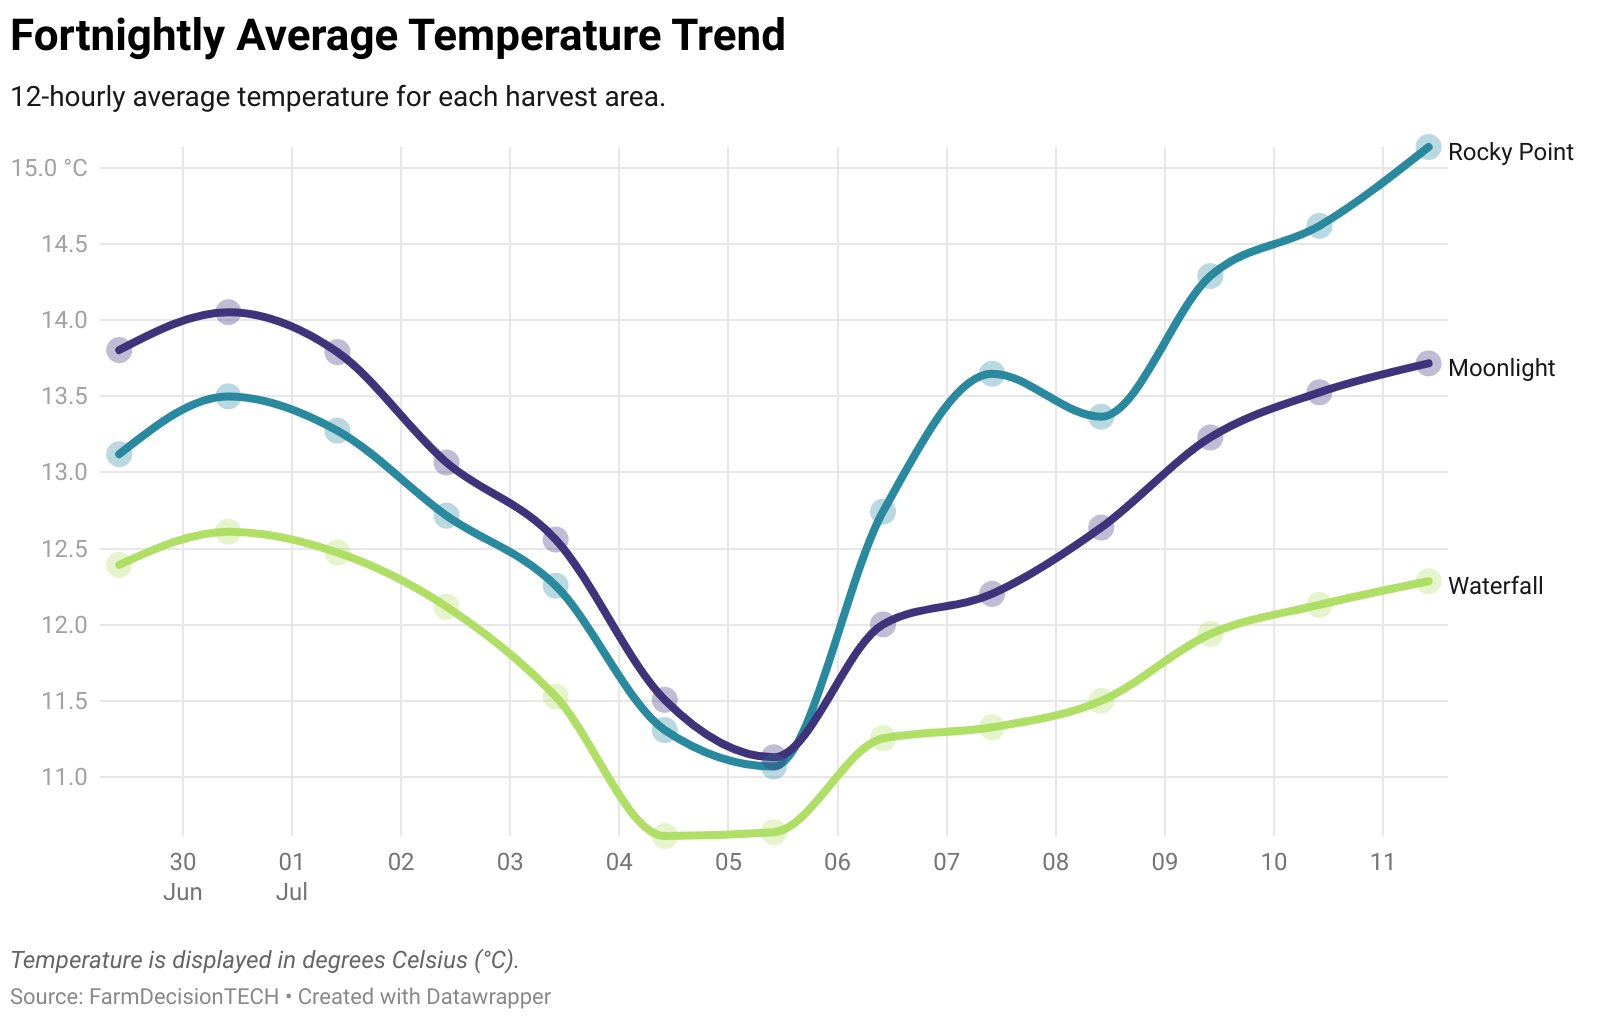 Fortnightly Average Temperature Trend
12-hourly average temperature for each harvest area.
15.0 °C
14.5
14.0
13.5
13.0
12.5
12.0
11.5
11.0
Rocky Point
Moonlight
Waterfall
30 01 02 03 04 05 06 07 08 09 10 11
Jun Jul
Temperature is displayed in degrees Celsius (°C).
Source: FarmDecisionTECH • Created with Datawrapper